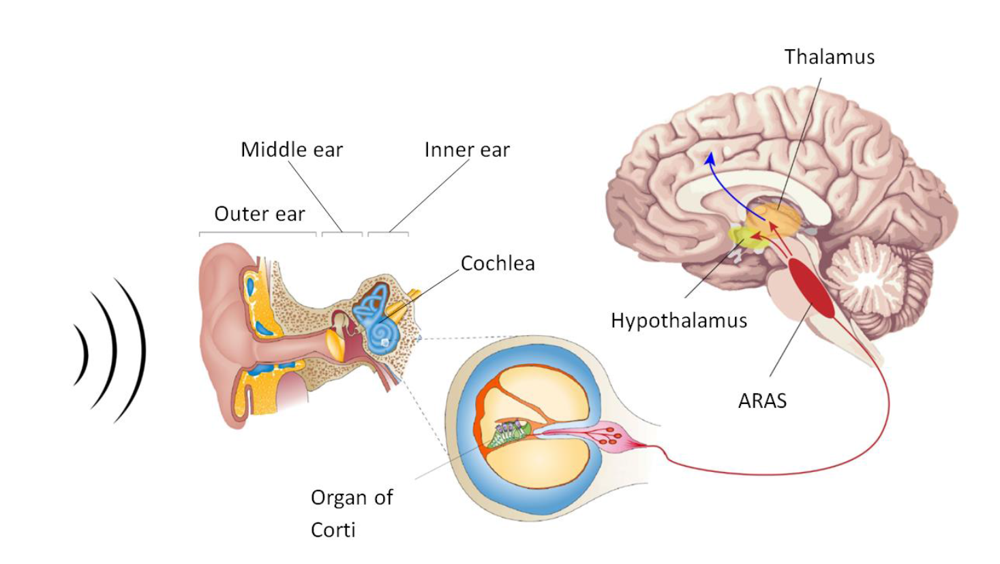 Thalamus
Middle ear
Inner ear
Outer ear
Cochlea
Hypothalamus
ARAS
Organ of
Corti